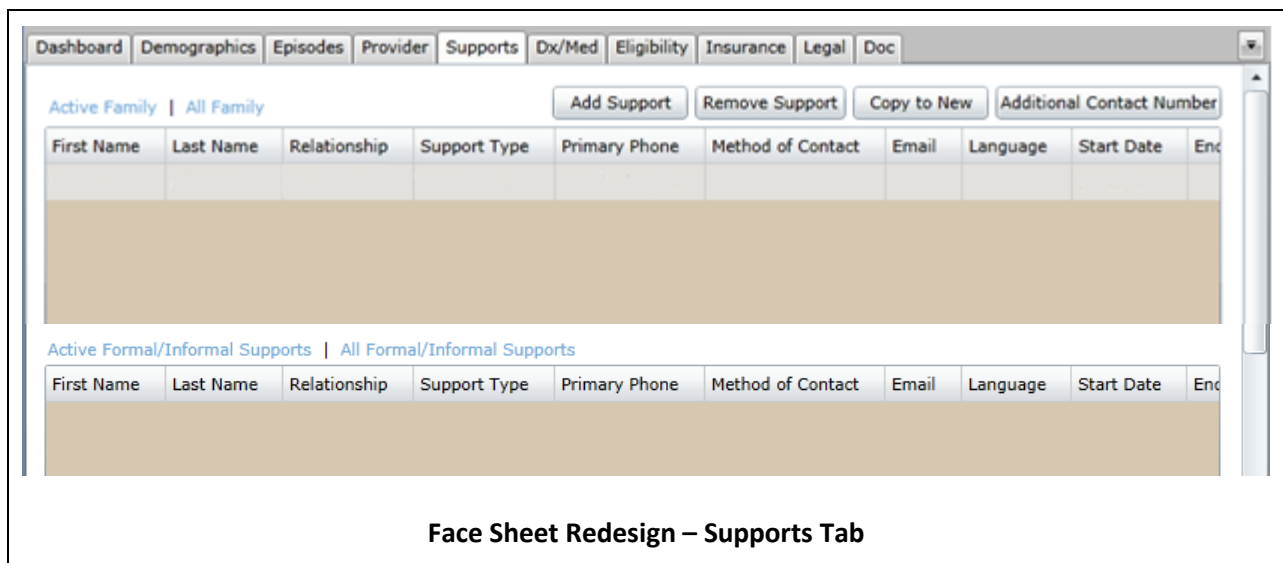 Dashboard Demographics Episodes Provider Supports Dx/Med Eligibility Insurance Legal Doc
Active Family | All Family Add Support Remove Support Copy to New Additional Contact Number
First Name Last Name Relationship Support Type Primary Phone Method of Contact Email Language Start Date End
Active Formal/Informal Supports | All Formal/Informal Supports
First Name Last Name Relationship Support Type Primary Phone Method of Contact Email Language Start Date End
Face Sheet Redesign – Supports Tab